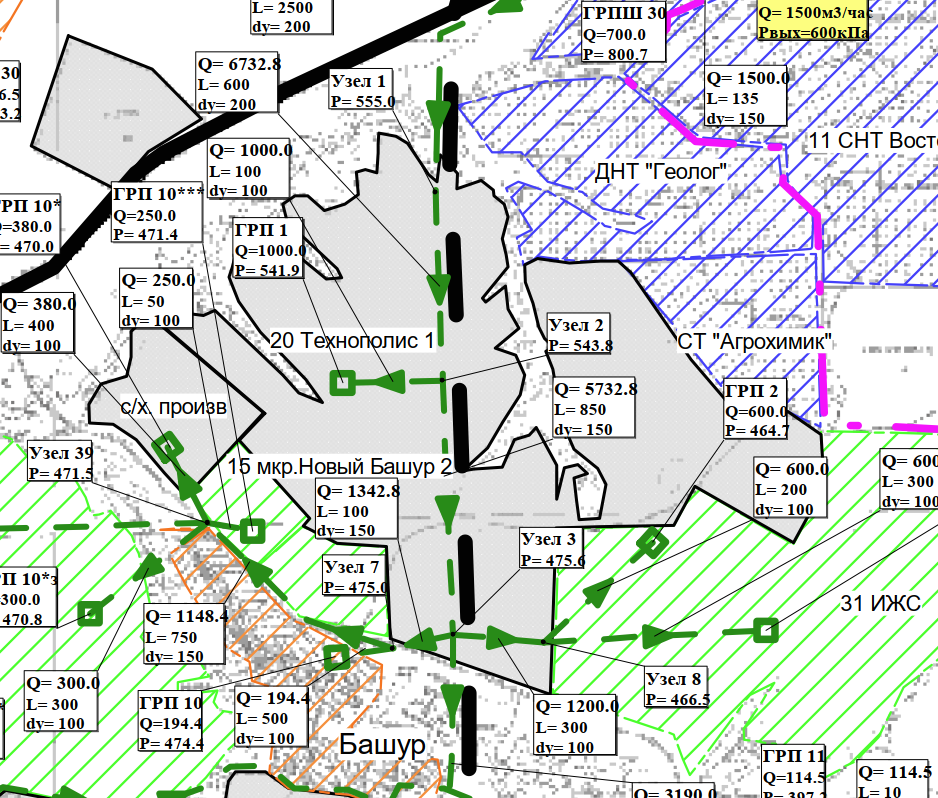 L= 2500
dy= 200
ГРПШ 30
Q=700.0
P= 800.7
Q= 1500м3/час
Рвых=600кПа
30
Q= 6732.8
L= 600
dy= 200
Узел 1
P= 555.0
Q= 1500.0
L= 135
dy= 150
11 СНТ Восто
Q= 1000.0
L= 100
dy= 100
ДНТ "Геолог"
ГРП 10*
=380.0
= 470.0
ГРП 10***
Q=250.0
P= 471.4
ГРП 1
Q=1000.0
P= 541.9
Q= 380.0
L= 400
dy= 100
Q= 250.0
L= 50
dy= 100
20 Технополис 1
Узел 2
P= 543.8
СТ "Агрохимик"
с/х. произв
Q= 5732.8
L= 850
dy= 150
ГРП 2
Q=600.0
P= 464.7
Узел 39
P= 471.5
15 мкр.Новый Башур 2
Q= 1342.8
L= 100
dy= 150
Q= 600.0
L= 200
dy= 100
Q= 600
L= 300
dy= 100
Узел 3
P= 475.6
Узел 7
P= 475.0
=300.0
470.8
31 ИЖС
Q= 1148.4
L= 750
dy= 150
Q= 300.0
L= 300
dy= 100
ГРП 10
Q=194.4
P= 474.4
Q= 194.4
L= 500
dy= 100
Узел 8
P= 466.5
Q= 1200.0
L= 300
dy= 100
Башур
ГРП 11
Q=114.5
P= 397.2
Q= 114.5
L= 10
Q= 3190.0